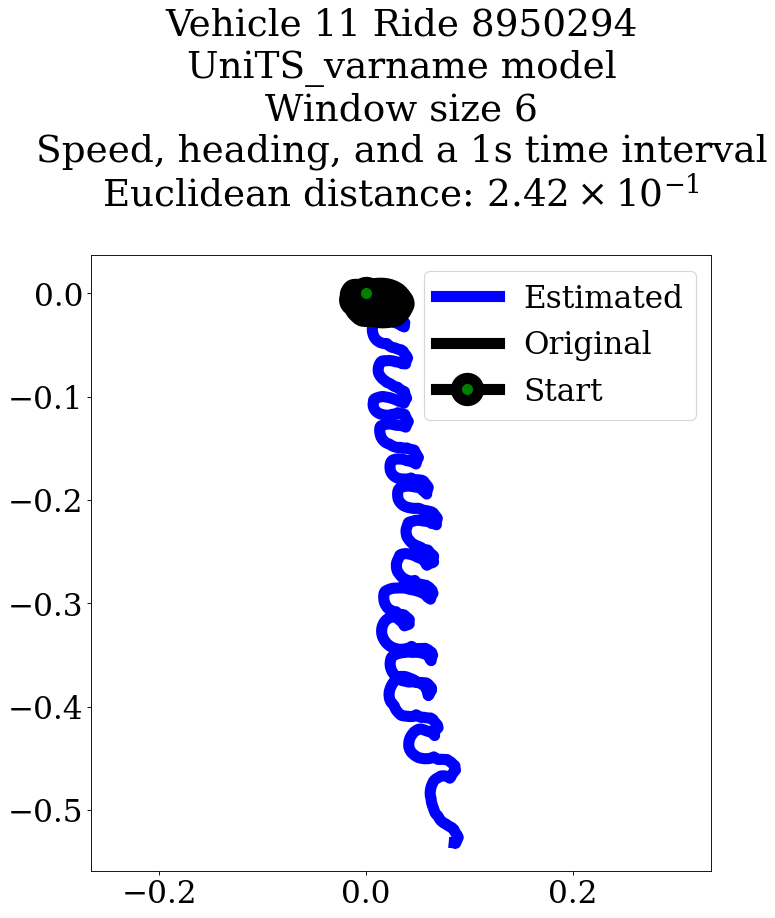 Vehicle 11 Ride 8950294
UniTS_varname model
Window size 6
Speed, heading, and a 1s time interval
Euclidean distance: 2.42 × 10⁻¹
Estimated
Original
Start
0.0
−0.1
−0.2
−0.3
−0.4
−0.5
−0.2 0.0 0.2